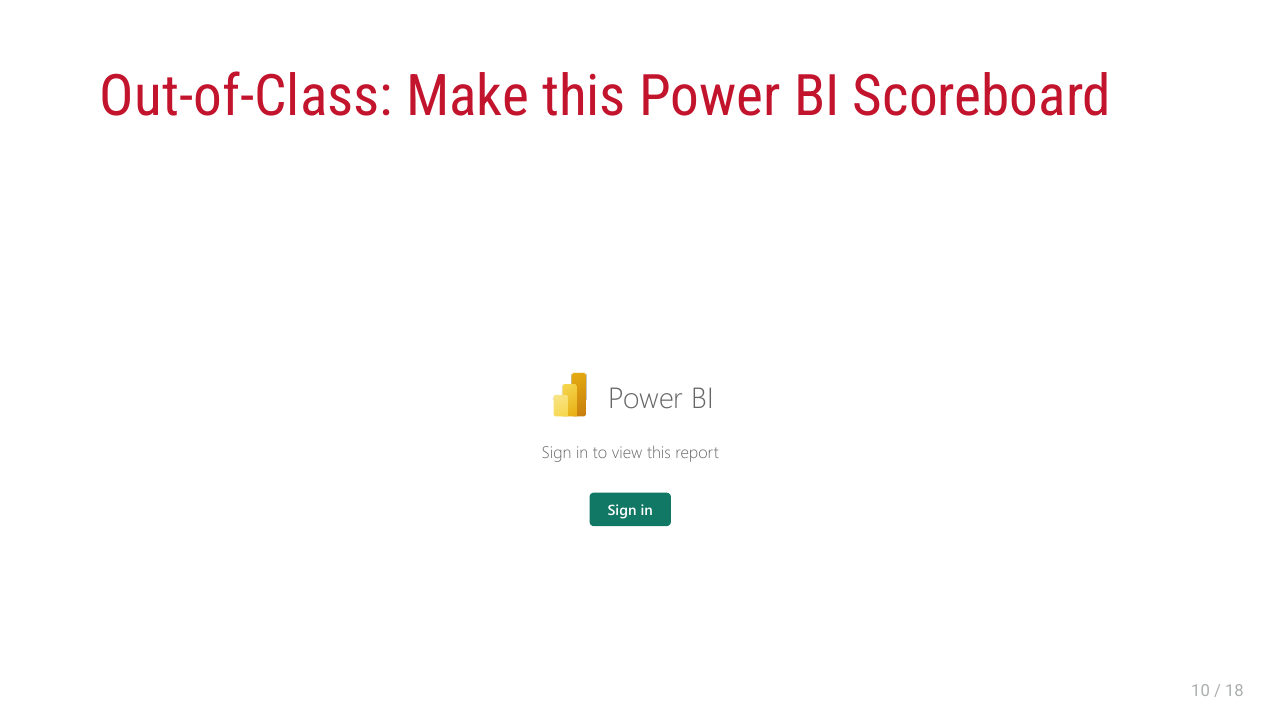 Out-of-Class: Make this Power BI Scoreboard
Power BI
Sign in to view this report
Sign in
10 / 18